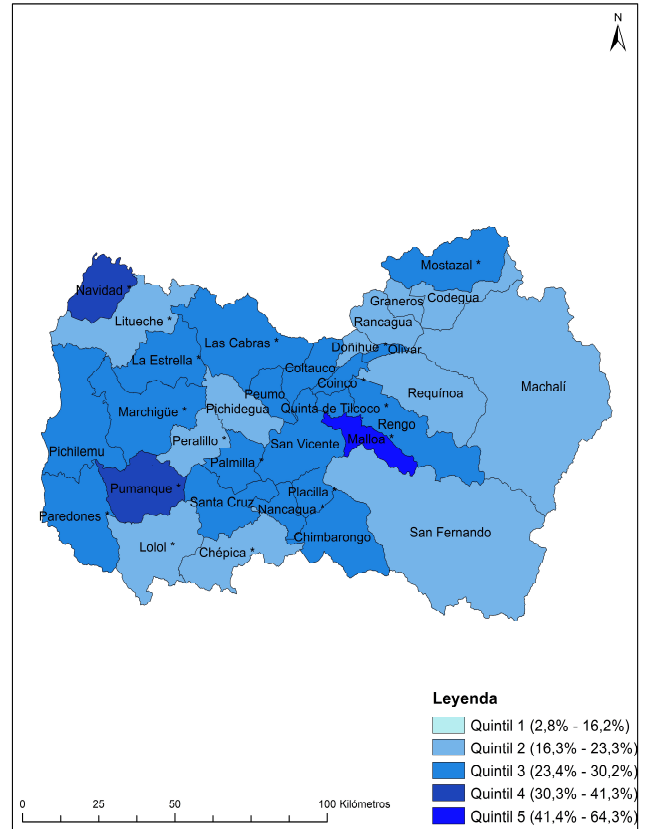 N
Mostazal *
Navidad *
Graneros
Codegua
Litueche *
Rancagua
Las Cabras *
Doñihue *
Olivar
La Estrella *
Coltauco
Coinco *
Machalí
Peumo
Requínoa
Marchigüe *
Pichidegua
Quinta de Tilcoco *
Rengo
Peralillo *
San Vicente
Malloa *
Pichilemu
Palmilla *
Pumanque *
Placilla *
Santa Cruz
Nancagua *
Paredones *
San Fernando
Chimbarongo
Lolol *
Chépica *
Leyenda
Quintil 1 (2,8% - 16,2%)
Quintil 2 (16,3% - 23,3%)
Quintil 3 (23,4% - 30,2%)
Quintil 4 (30,3% - 41,3%)
Quintil 5 (41,4% - 64,3%)
0 25 50 100 Kilómetros